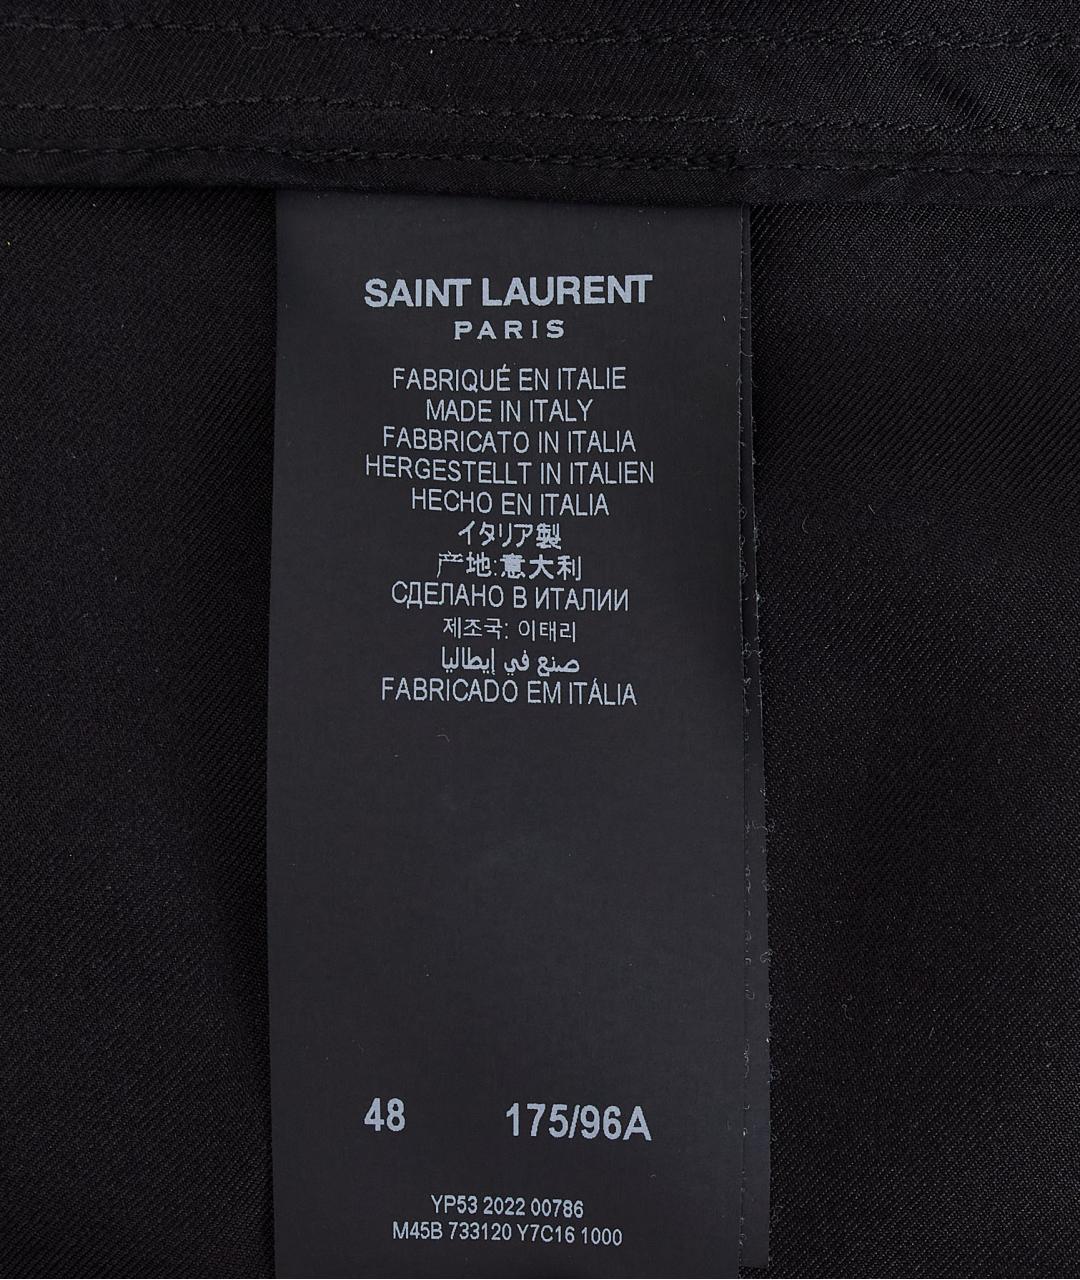 SAINT LAURENT
PARIS
FABRIQUÉ EN ITALIE
MADE IN ITALY
FABBRICATO IN ITALIA
HERGESTELLT IN ITALIEN
HECHO EN ITALIA
イタリア製
产地:意大利
СДЕЛАНО В ИТАЛИИ
제조국: 이태리
صنع في إيطاليا
FABRICADO EM ITÁLIA
48 175/96A
YP53 2022 00786
M45B 733120 Y7C16 1000